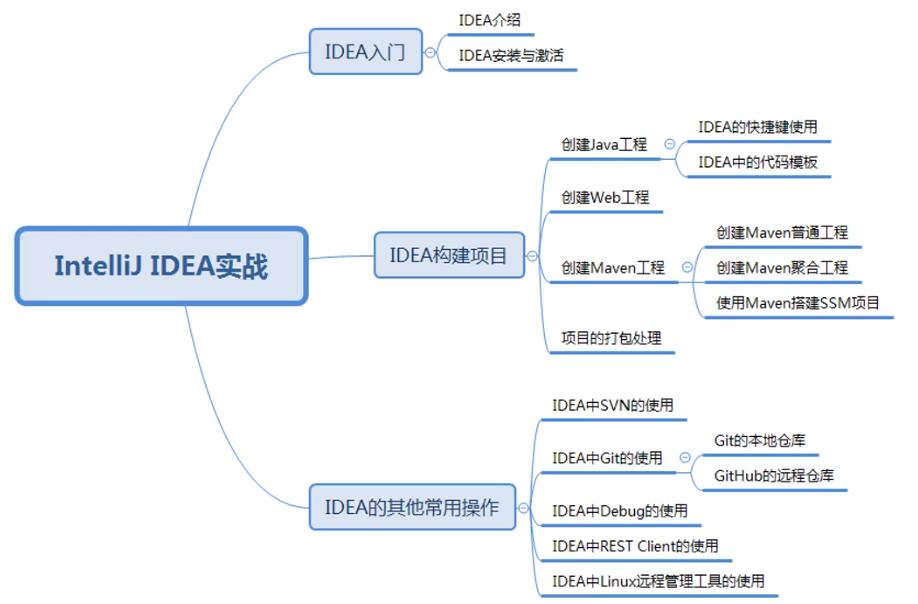 IntelliJ IDEA实战
IDEA入门
IDEA介绍
IDEA安装与激活
IDEA构建项目
创建Java工程
IDEA的快捷键使用
IDEA中的代码模板
创建Web工程
创建Maven工程
创建Maven普通工程
创建Maven聚合工程
使用Maven搭建SSM项目
项目的打包处理
IDEA的其他常用操作
IDEA中SVN的使用
IDEA中Git的使用
Git的本地仓库
GitHub的远程仓库
IDEA中Debug的使用
IDEA中REST Client的使用
IDEA中Linux远程管理工具的使用